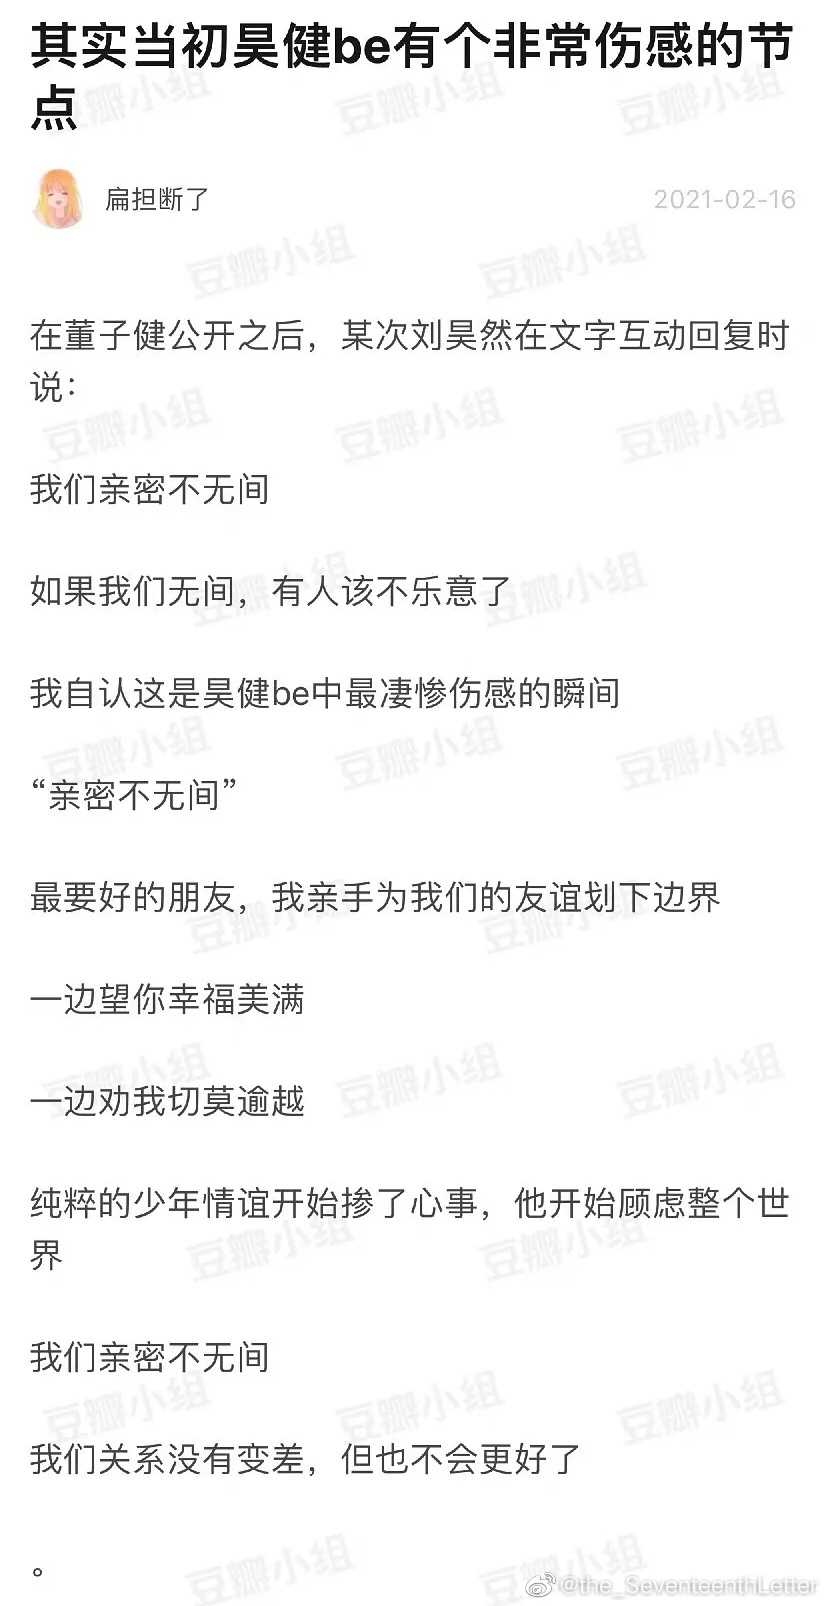 其实当初昊健be有个非常伤感的节
点
扁担断了
2021-02-16
在董子健公开之后，某次刘昊然在文字互动回复时
说：
我们亲密不无间
如果我们无间，有人该不乐意了
我自认这是昊健be中最凄惨伤感的瞬间
“亲密不无间”
最要好的朋友，我亲手为我们的友谊划下边界
一边望你幸福美满
一边劝我切莫逾越
纯粹的少年情谊开始掺了心事，他开始顾虑整个世
界
我们亲密不无间
我们关系没有变差，但也不会更好了
。
豆瓣小组
@the_SeventeenthLetter